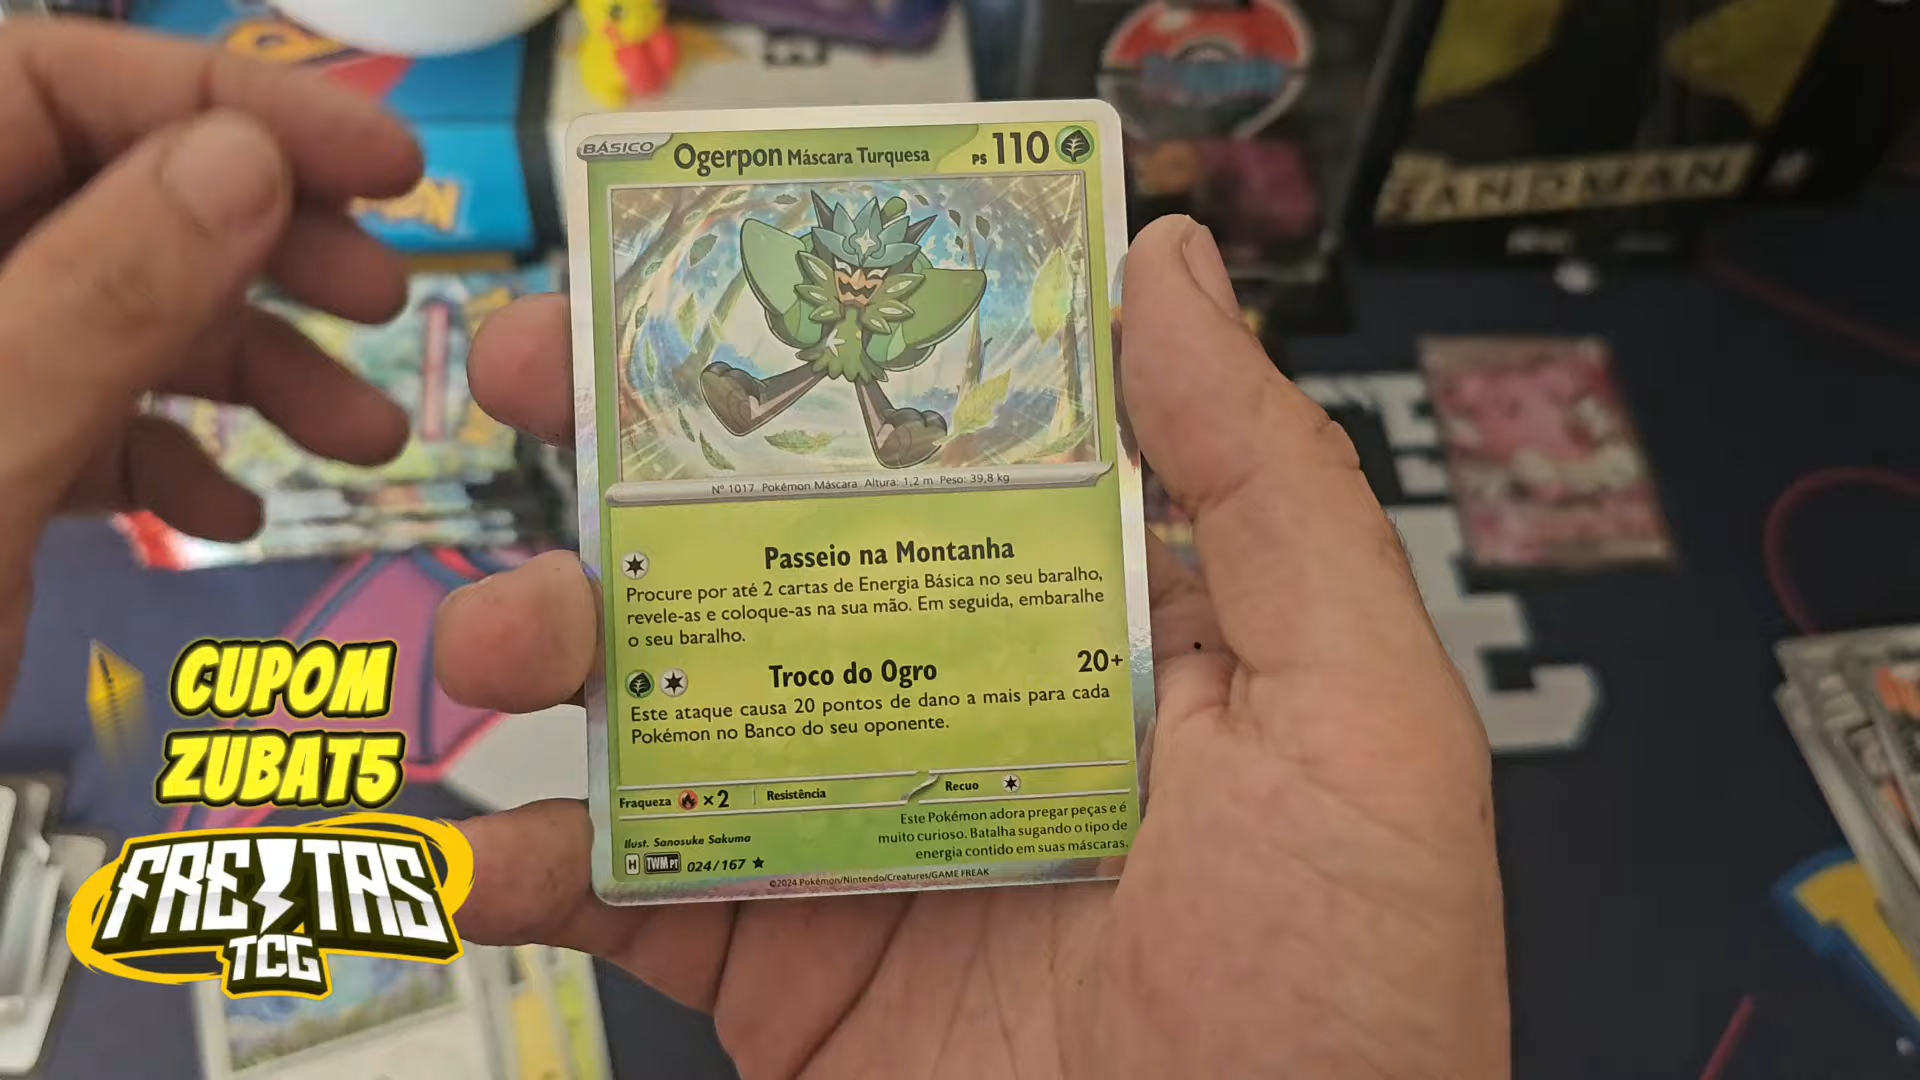 BÁSICO
Ogerpon Máscara Turquesa
PS 110
Nº 1017 Pokémon Máscara Altura: 1,2 m Peso: 39,8 kg
Passeio na Montanha
Procure por até 2 cartas de Energia Básica no seu baralho,
revele-as e coloque-as na sua mão. Em seguida, embaralhe
o seu baralho.
Troco do Ogro 20+
Este ataque causa 20 pontos de dano a mais para cada
Pokémon no Banco do seu oponente.
Fraqueza ×2 Resistência Recuo
Ilust. Sanosuke Sakuma
H TWM PT 024/167
Este Pokémon adora pregar peças e é
muito curioso. Batalha sugando o tipo de
energia contido em suas máscaras.
©2024 Pokémon/Nintendo/Creatures/GAME FREAK
CUPOM
ZUBAT5
FREITAS
TCG
SANDMAN